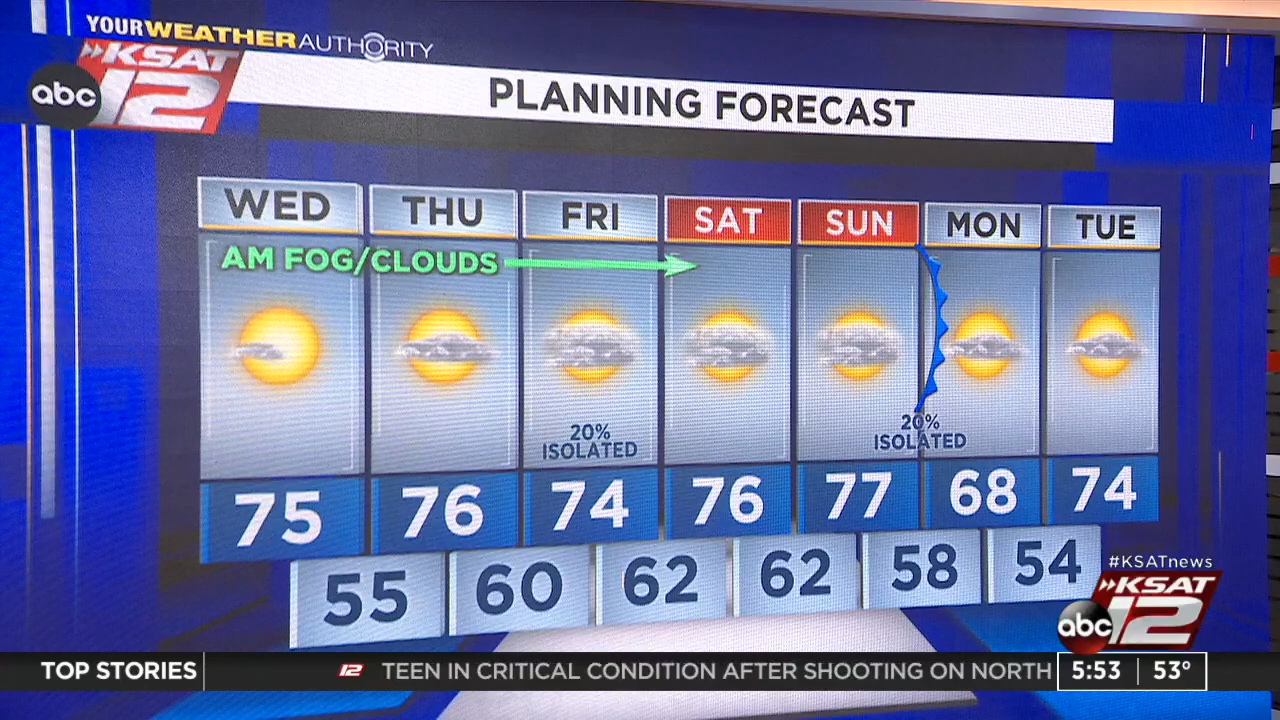 YOUR WEATHER AUTHORITY
KSAT
abc 12
PLANNING FORECAST
WED THU FRI SAT SUN MON TUE
AM FOG/CLOUDS
20% 20%
ISOLATED ISOLATED
75 76 74 76 77 68 74
55 60 62 62 58 54
#KSATnews
KSAT
abc 12
TOP STORIES 12 TEEN IN CRITICAL CONDITION AFTER SHOOTING ON NORTH 5:53 53°